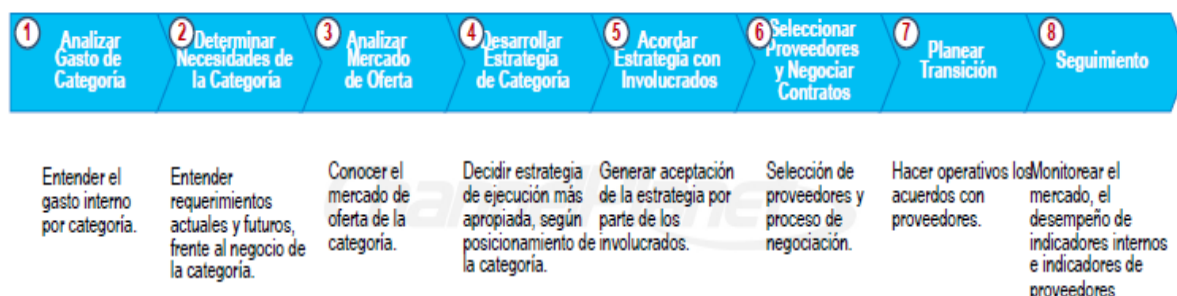 1
Analizar
Gasto de
Categoría
2
Determinar
Necesidades de
la Categoría
3
Analizar
Mercado
de Oferta
4
Desarrollar
Estrategia
de Categoría
5
Acordar
Estrategia con
Involucrados
6
Seleccionar
Proveedores
y Negociar
Contratos
7
Planear
Transición
8
Seguimiento
Entender el
gasto interno
por categoría.
Entender
requerimientos
actuales y futuros,
frente al negocio de
la categoría.
Conocer el
mercado de
oferta de la
categoría.
Decidir estrategia
de ejecución más
apropiada, según
posicionamiento de
la categoría.
Generar aceptación
de la estrategia por
parte de los
involucrados.
Selección de
proveedores y
proceso de
negociación.
Hacer operativos los
acuerdos con
proveedores.
Monitorear el
mercado, el
desempeño de
indicadores internos
e indicadores de
proveedores